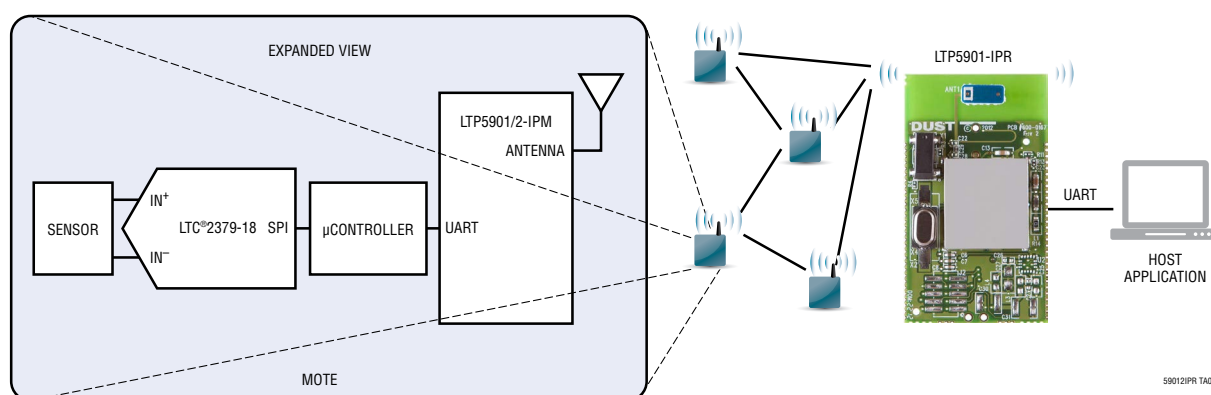 EXPANDED VIEW
LTP5901/2-IPM
ANTENNA
SENSOR
IN+
IN–
LTC®2379-18
SPI
µCONTROLLER
UART
MOTE
LTP5901-IPR
ANT1
DUST
UART
HOST
APPLICATION
59012IPR TA0